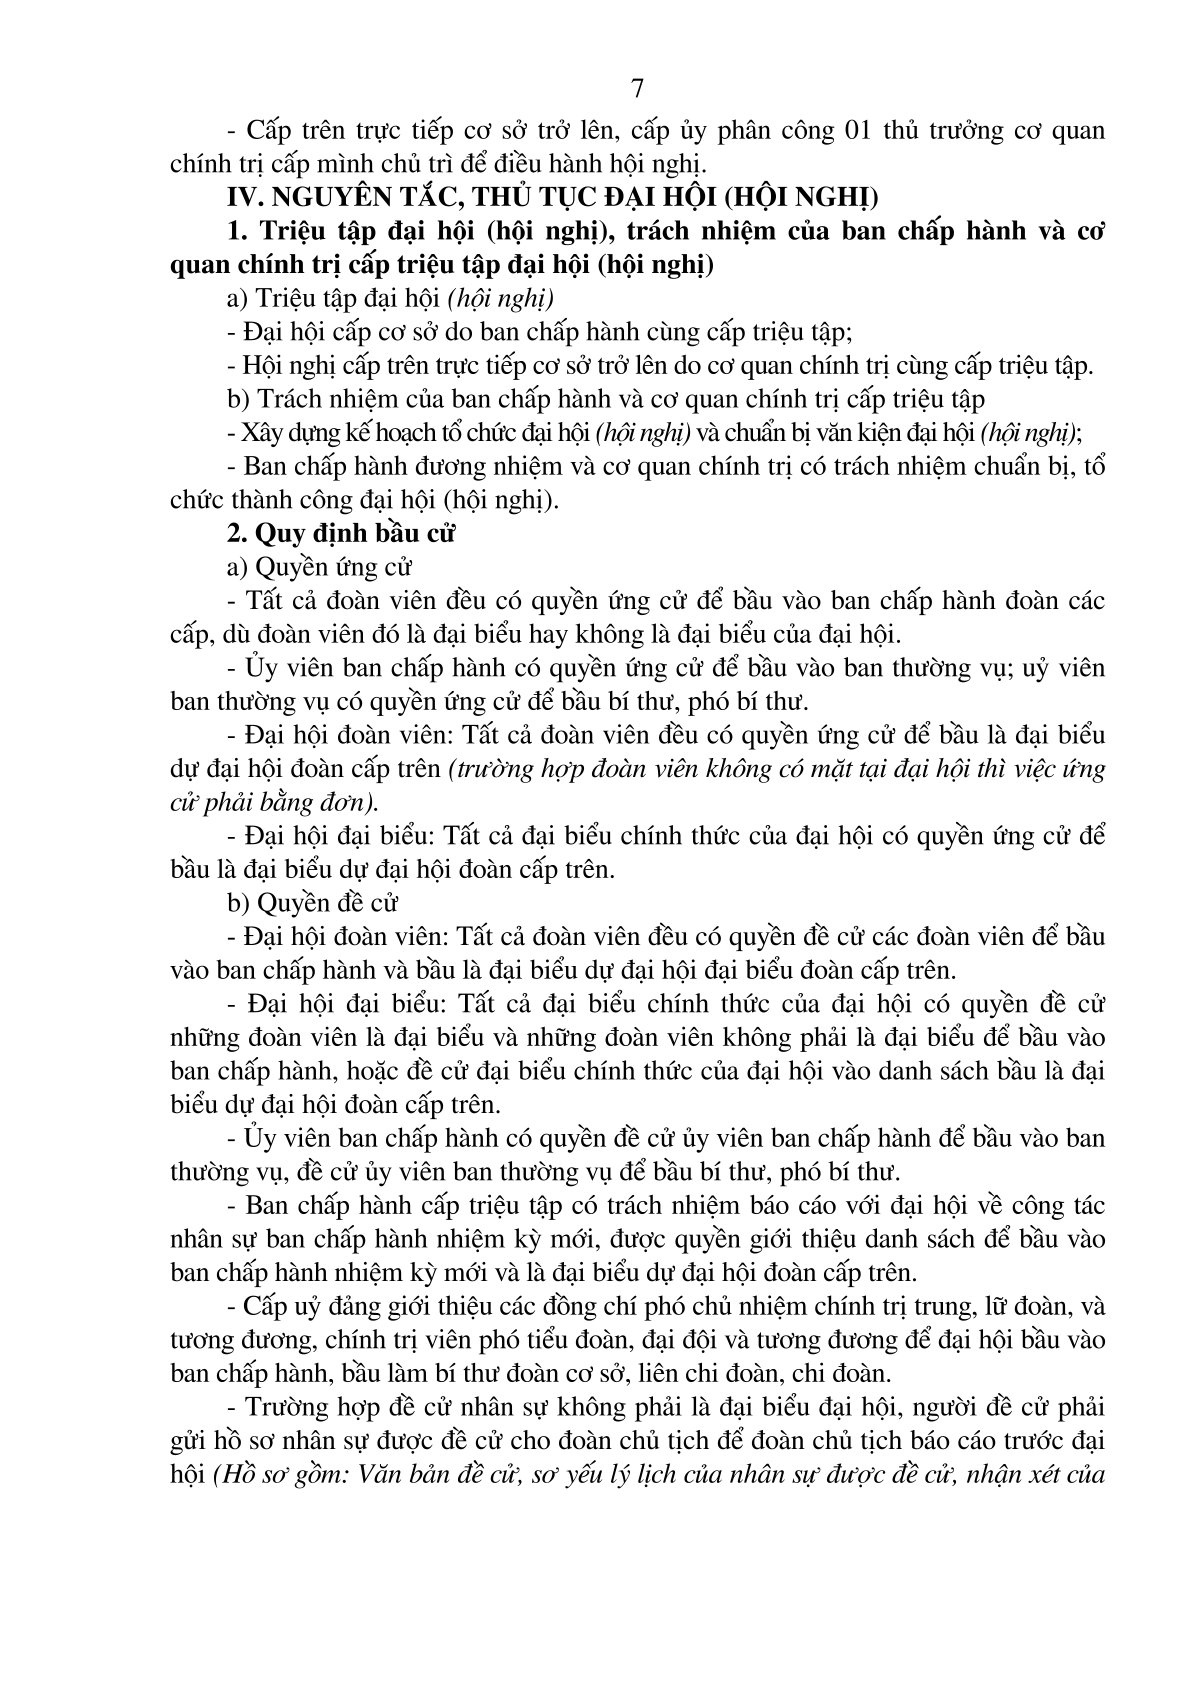 7
- Cấp trên trực tiếp cơ sở trở lên, cấp ủy phân công 01 thủ trưởng cơ quan
chính trị cấp mình chủ trì để điều hành hội nghị.
IV. NGUYÊN TẮC, THỦ TỤC ĐẠI HỘI (HỘI NGHỊ)
1. Triệu tập đại hội (hội nghị), trách nhiệm của ban chấp hành và cơ
quan chính trị cấp triệu tập đại hội (hội nghị)
a) Triệu tập đại hội (hội nghị)
- Đại hội cấp cơ sở do ban chấp hành cùng cấp triệu tập;
- Hội nghị cấp trên trực tiếp cơ sở trở lên do cơ quan chính trị cùng cấp triệu tập.
b) Trách nhiệm của ban chấp hành và cơ quan chính trị cấp triệu tập
- Xây dựng kế hoạch tổ chức đại hội (hội nghị) và chuẩn bị văn kiện đại hội (hội nghị);
- Ban chấp hành đương nhiệm và cơ quan chính trị có trách nhiệm chuẩn bị, tổ
chức thành công đại hội (hội nghị).
2. Quy định bầu cử
a) Quyền ứng cử
- Tất cả đoàn viên đều có quyền ứng cử để bầu vào ban chấp hành đoàn các
cấp, dù đoàn viên đó là đại biểu hay không là đại biểu của đại hội.
- Ủy viên ban chấp hành có quyền ứng cử để bầu vào ban thường vụ; uỷ viên
ban thường vụ có quyền ứng cử để bầu bí thư, phó bí thư.
- Đại hội đoàn viên: Tất cả đoàn viên đều có quyền ứng cử để bầu là đại biểu
dự đại hội đoàn cấp trên (trường hợp đoàn viên không có mặt tại đại hội thì việc ứng
cử phải bằng đơn).
- Đại hội đại biểu: Tất cả đại biểu chính thức của đại hội có quyền ứng cử để
bầu là đại biểu dự đại hội đoàn cấp trên.
b) Quyền đề cử
- Đại hội đoàn viên: Tất cả đoàn viên đều có quyền đề cử các đoàn viên để bầu
vào ban chấp hành và bầu là đại biểu dự đại hội đại biểu đoàn cấp trên.
- Đại hội đại biểu: Tất cả đại biểu chính thức của đại hội có quyền đề cử
những đoàn viên là đại biểu và những đoàn viên không phải là đại biểu để bầu vào
ban chấp hành, hoặc đề cử đại biểu chính thức của đại hội vào danh sách bầu là đại
biểu dự đại hội đoàn cấp trên.
- Ủy viên ban chấp hành có quyền đề cử ủy viên ban chấp hành để bầu vào ban
thường vụ, đề cử ủy viên ban thường vụ để bầu bí thư, phó bí thư.
- Ban chấp hành cấp triệu tập có trách nhiệm báo cáo với đại hội về công tác
nhân sự ban chấp hành nhiệm kỳ mới, được quyền giới thiệu danh sách để bầu vào
ban chấp hành nhiệm kỳ mới và là đại biểu dự đại hội đoàn cấp trên.
- Cấp uỷ đảng giới thiệu các đồng chí phó chủ nhiệm chính trị trung, lữ đoàn, và
tương đương, chính trị viên phó tiểu đoàn, đại đội và tương đương để đại hội bầu vào
ban chấp hành, bầu làm bí thư đoàn cơ sở, liên chi đoàn, chi đoàn.
- Trường hợp đề cử nhân sự không phải là đại biểu đại hội, người đề cử phải
gửi hồ sơ nhân sự được đề cử cho đoàn chủ tịch để đoàn chủ tịch báo cáo trước đại
hội (Hồ sơ gồm: Văn bản đề cử, sơ yếu lý lịch của nhân sự được đề cử, nhận xét của